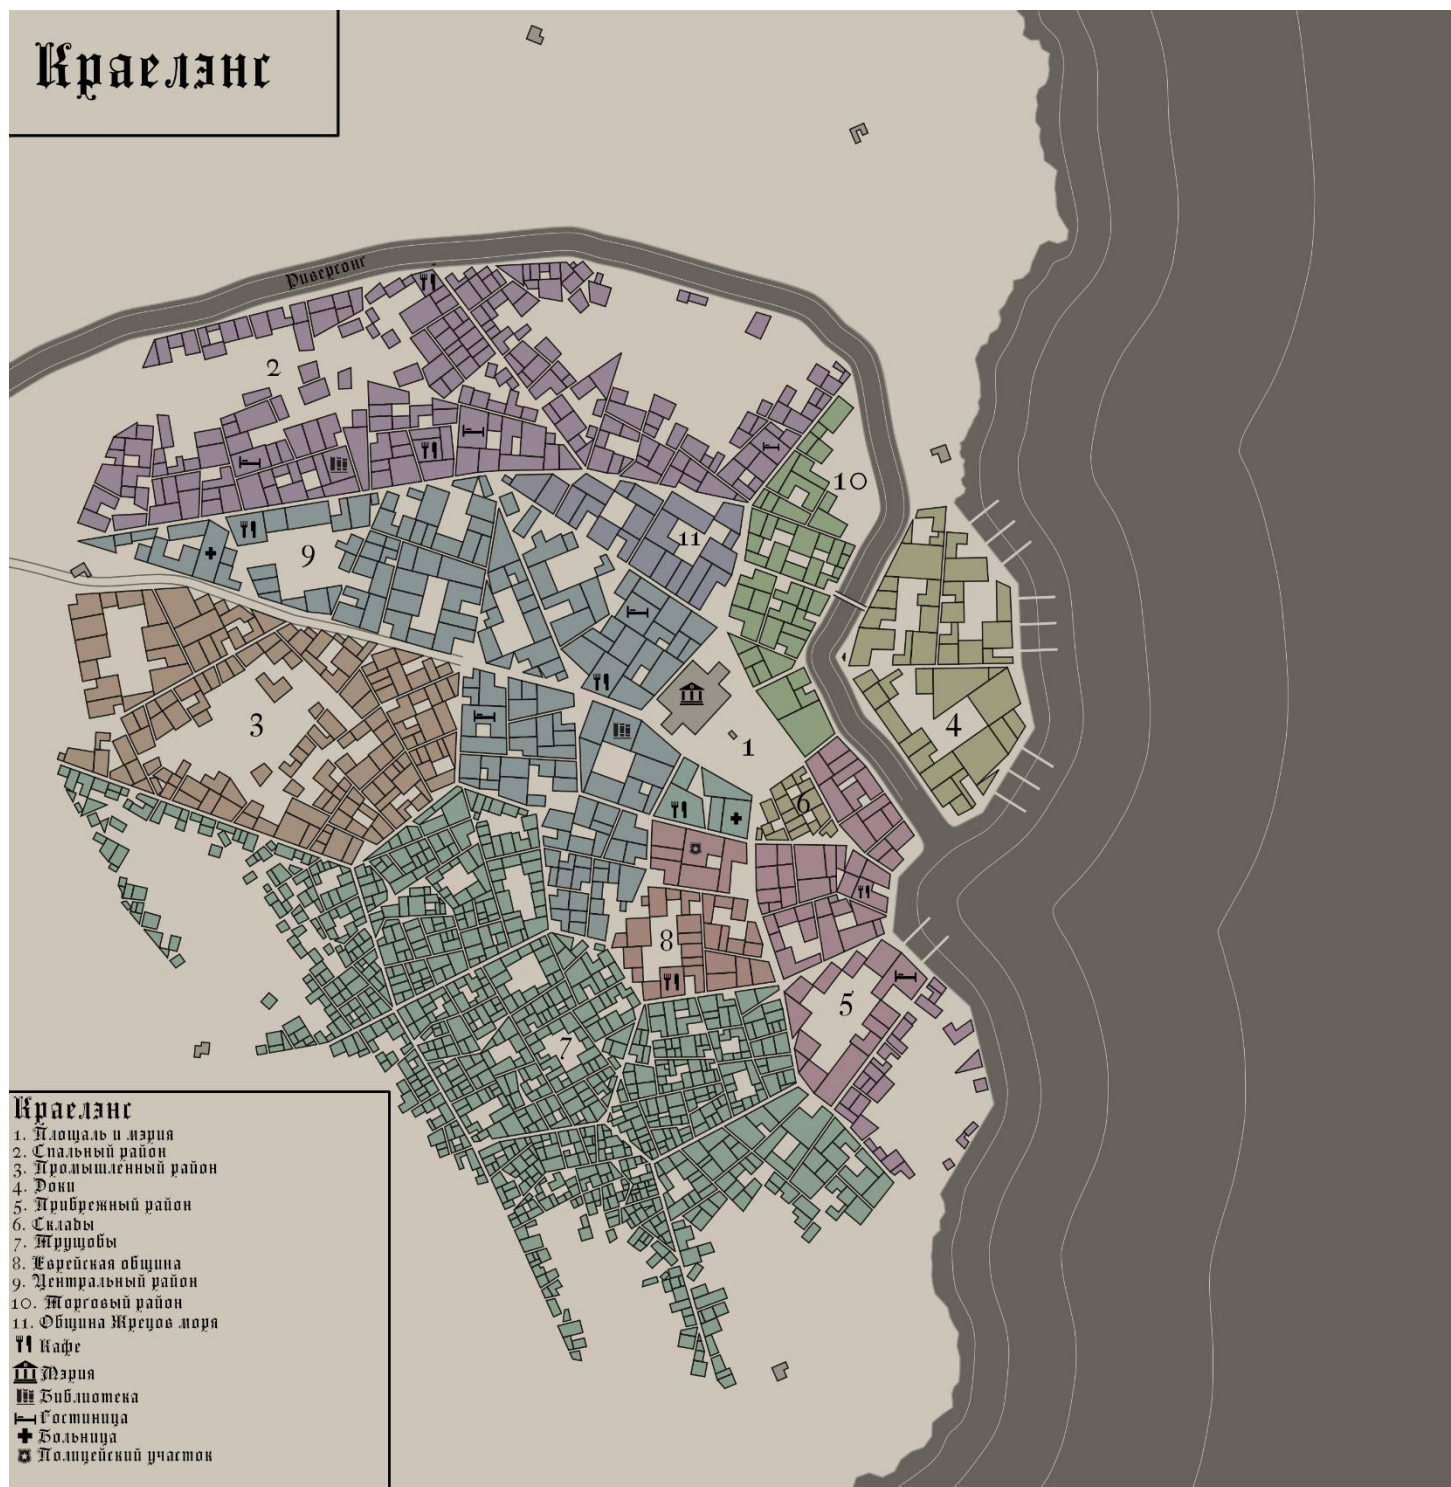 Краелэнс
Риверсонг
2
10
11
9
3
4
1
6
8
5
7
Краелэнс
1. Площадь и мэрия
2. Спальный район
3. Промышленный район
4. Доки
5. Прибрежный район
6. Склады
7. Трущобы
8. Еврейская община
9. Центральный район
10. Торговый район
11. Община Жрецов моря
Кафе
Мэрия
Библиотека
Гостиница
Больница
Полицейский участок